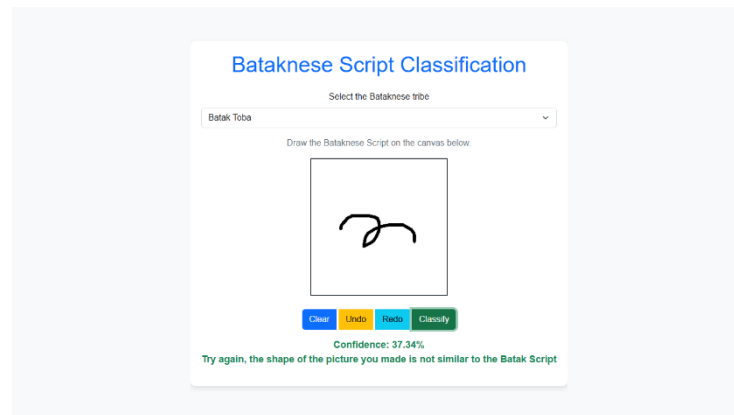 Bataknese Script Classification
Select the Bataknese tribe
Batak Toba
Draw the Bataknese Script on the canvas below.
Clear Undo Redo Classify
Confidence: 37.34%
Try again, the shape of the picture you made is not similar to the Batak Script